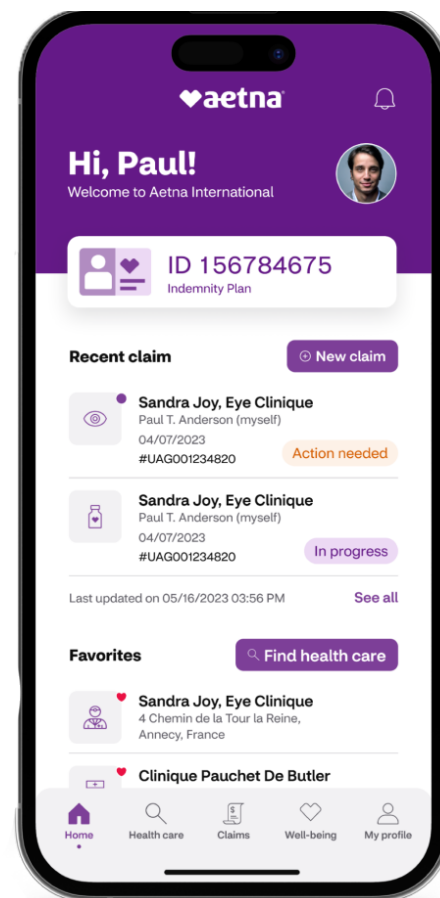 aetna
Hi, Paul!
Welcome to Aetna International
ID 156784675
Indemnity Plan
Recent claim
New claim
Sandra Joy, Eye Clinique
Paul T. Anderson (myself)
04/07/2023
#UAG001234820
Action needed
Sandra Joy, Eye Clinique
Paul T. Anderson (myself)
04/07/2023
#UAG001234820
In progress
Last updated on 05/16/2023 03:56 PM
See all
Favorites
Find health care
Sandra Joy, Eye Clinique
4 Chemin de la Tour la Reine,
Annecy, France
Clinique Pauchet De Butler
$
Home
Health care
Claims
Well-being
My profile